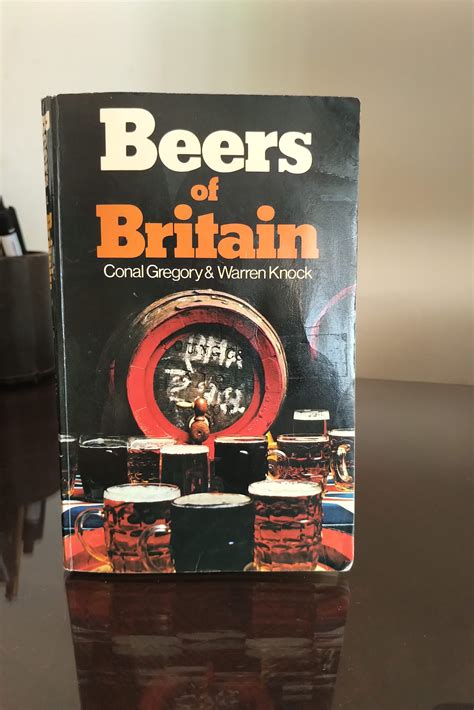 Beers
of
Britain
Conal Gregory & Warren Knock